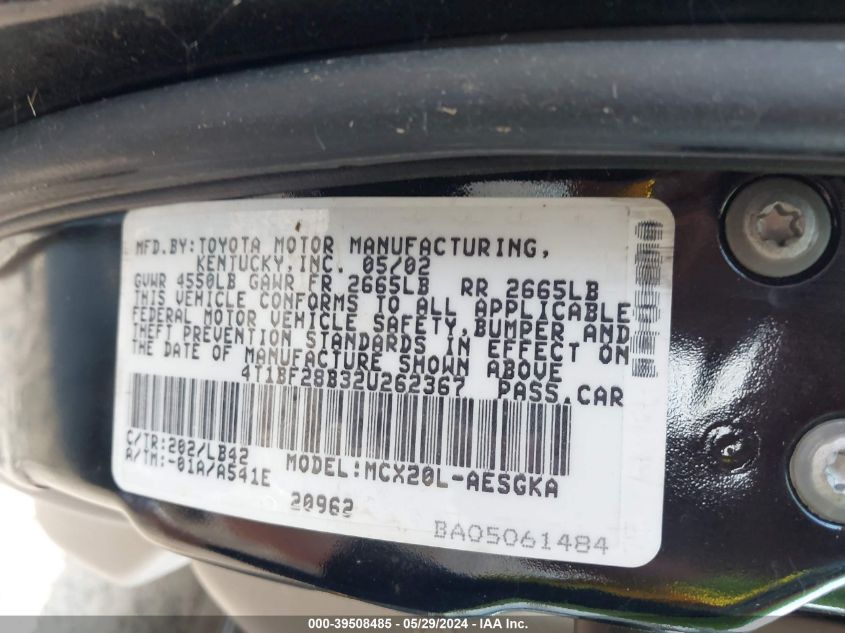 MFD.BY:TOYOTA MOTOR MANUFACTURING,
KENTUCKY,INC. 05/02
GVWR 4550LB GAWR FR 2665LB RR 2665LB
THIS VEHICLE CONFORMS TO ALL APPLICABLE
FEDERAL MOTOR VEHICLE SAFETY,BUMPER AND
THEFT PREVENTION STANDARDS IN EFFECT ON
THE DATE OF MANUFACTURE SHOWN ABOVE
4T1BF28B32U262367 PASS.CAR
C/TR:202/LB42
A/TM:-01A/A541E MODEL:MCX20L-AESGKA
20962
BA05061484
000-39508485 - 05/29/2024 - IAA Inc.